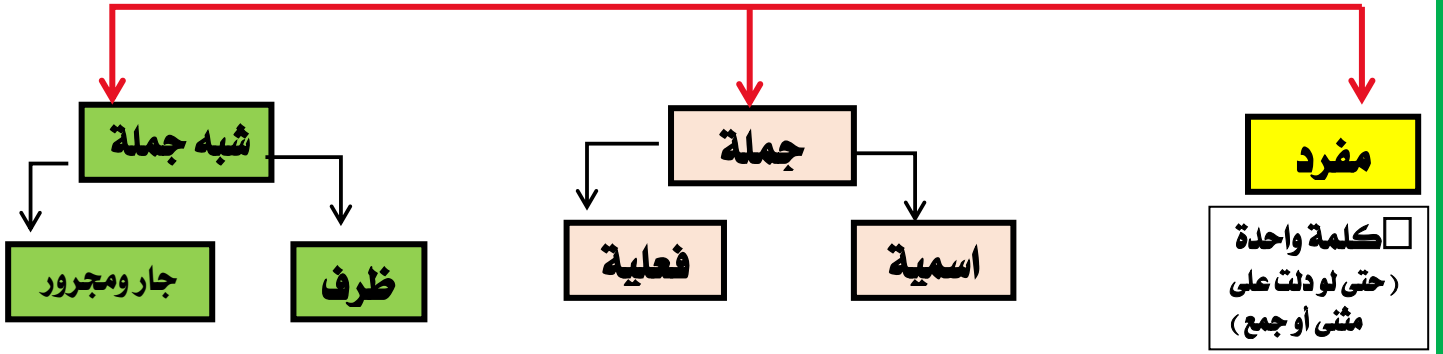 مفرد
جملة
شبه جملة
كلمة واحدة
(حتى لو دلت على
مثنى أو جمع)
اسمية
فعلية
ظرف
جار ومجرور